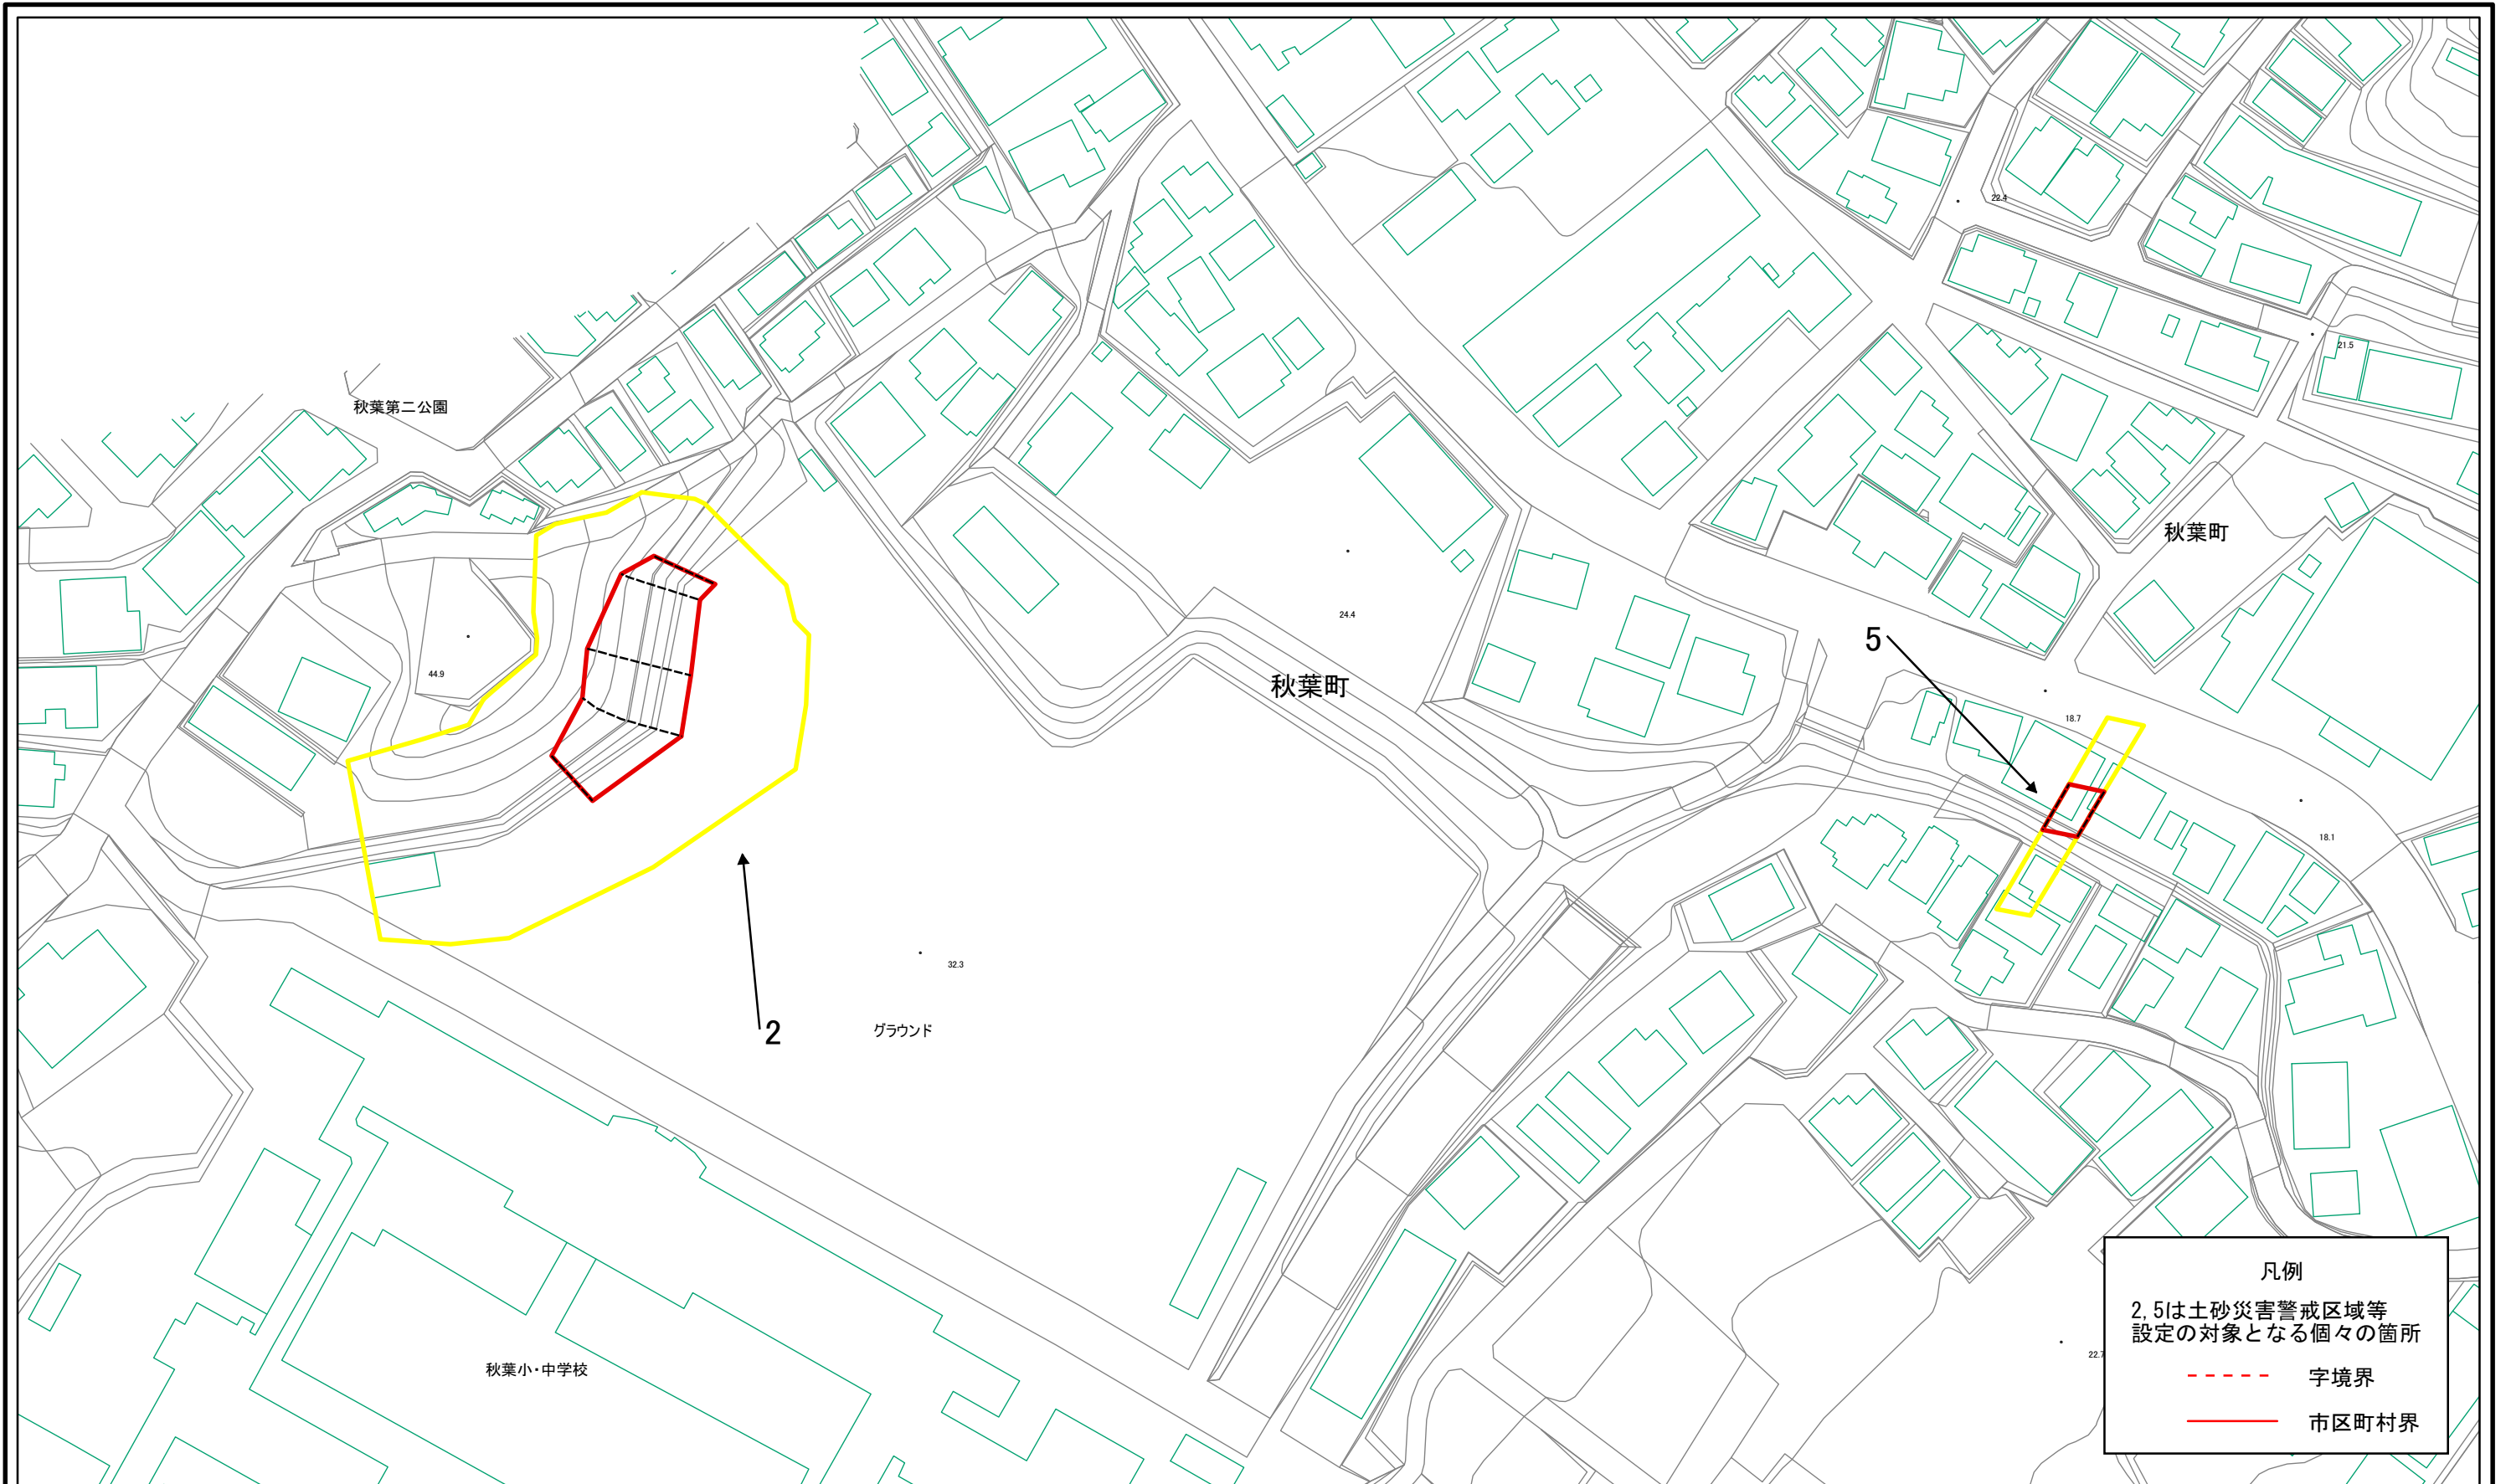 22.4
21.5
秋葉第二公園
秋葉町
24.4
5
44.9
秋葉町
18.7
18.1
32.3
2
グラウンド
凡例
2,5は土砂災害警戒区域等
設定の対象となる個々の箇所
字境界
市区町村界
22.7
秋葉小・中学校